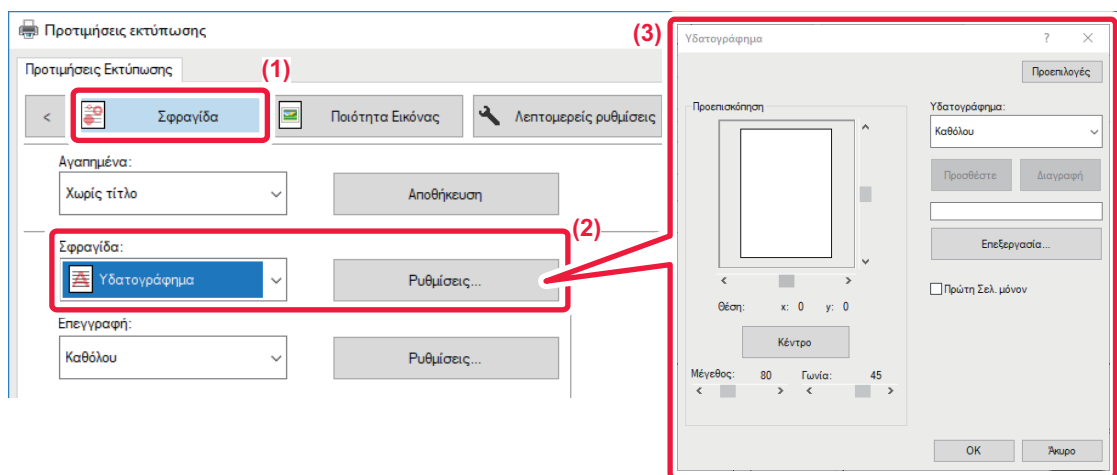 Προτιμήσεις εκτύπωσης
Προτιμήσεις Εκτύπωσης
(1)
< Σφραγίδα Ποιότητα Εικόνας Λεπτομερείς ρυθμίσεις
Αγαπημένα:
Χωρίς τίτλο Αποθήκευση
(2)
Σφραγίδα:
Υδατογράφημα Ρυθμίσεις...
Επεγγραφή:
Καθόλου Ρυθμίσεις...
(3)
Υδατογράφημα ?
Προεπιλογές
Προεπισκόπηση
Υδατογράφημα:
Καθόλου
Προσθέστε Διαγραφή
Επεξεργασία...
Πρώτη Σελ. μόνον
Θέση: x: 0 y: 0
Κέντρο
Μέγεθος: 80 Γωνία: 45
OK Άκυρο